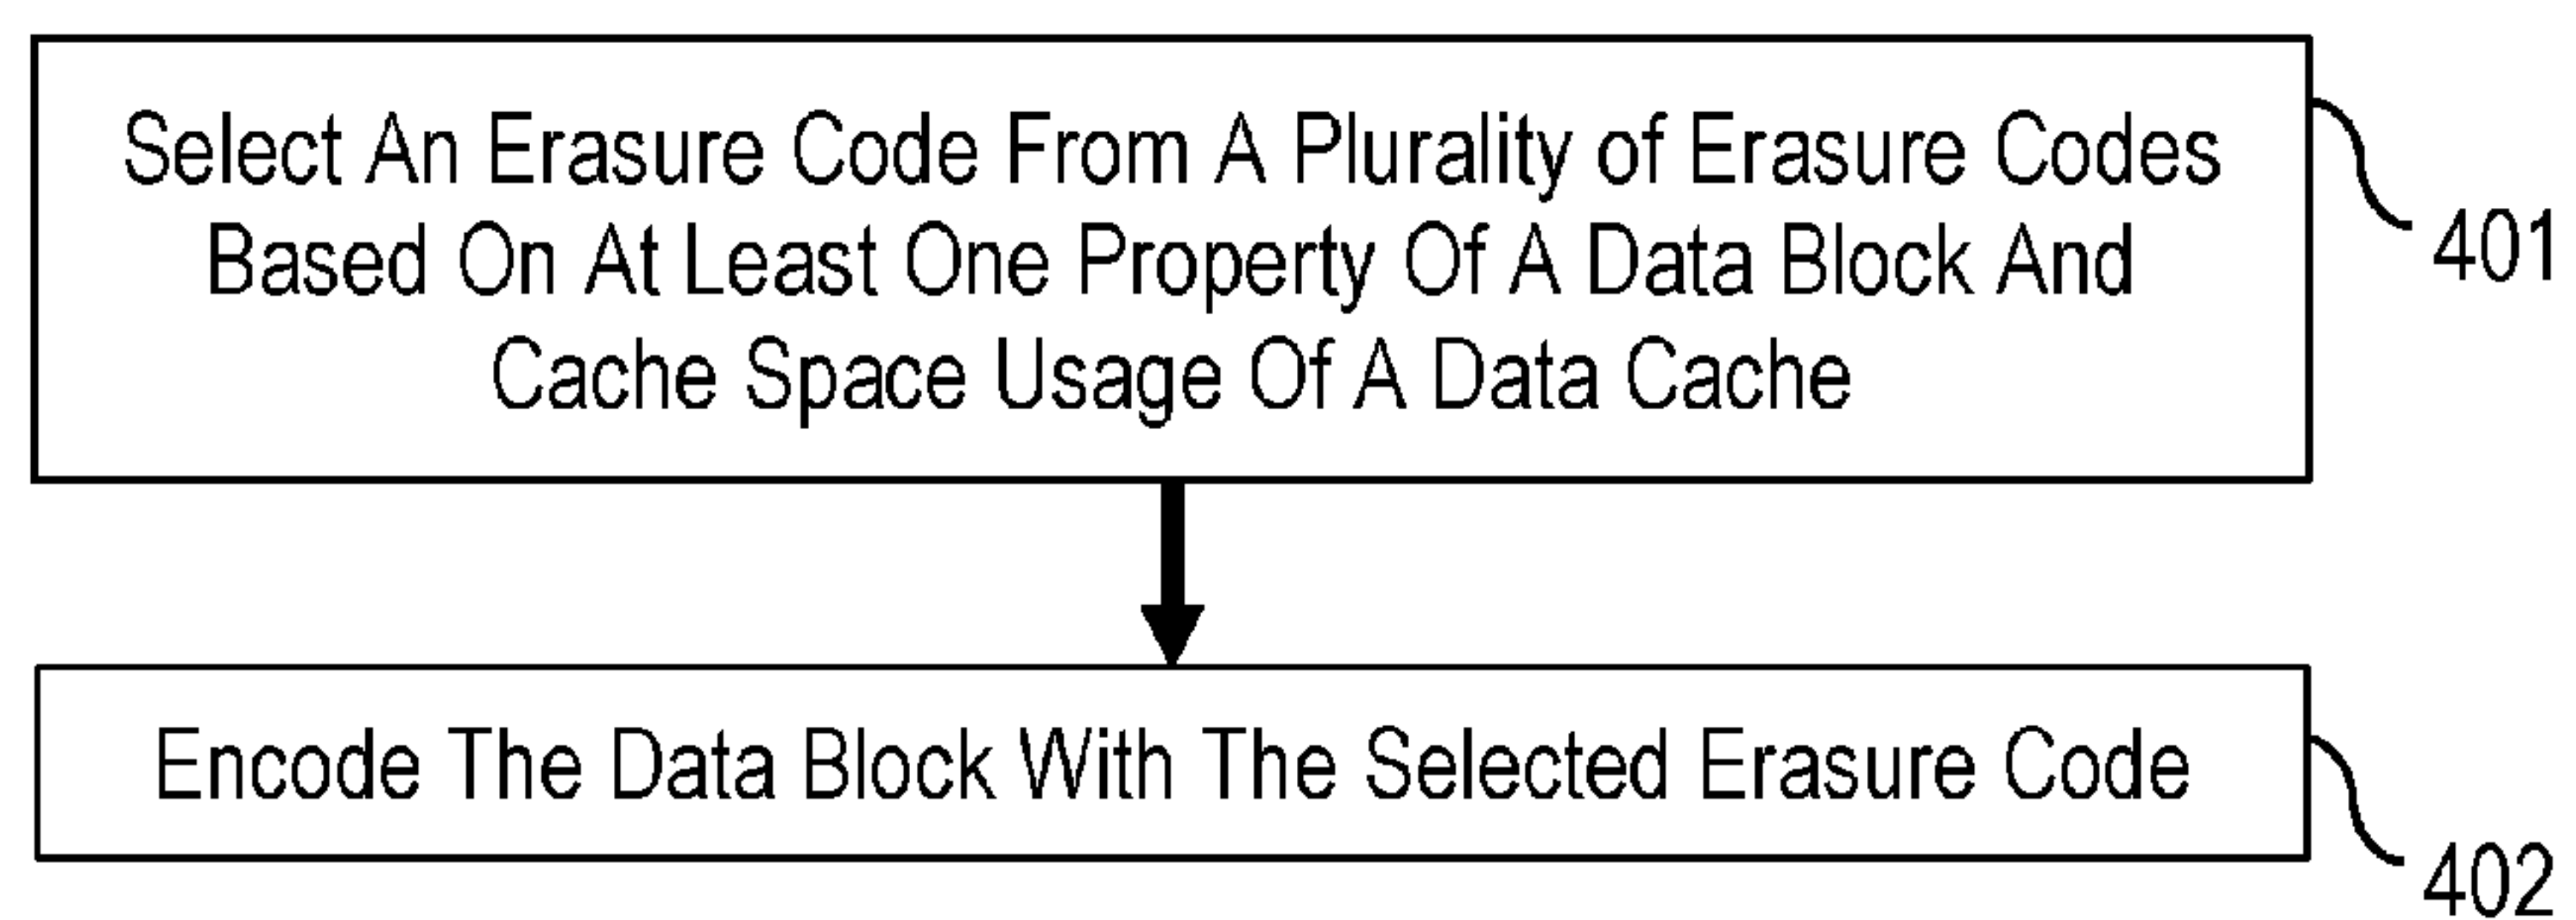 Select An Erasure Code From A Plurality of Erasure Codes
Based On At Least One Property Of A Data Block And
Cache Space Usage Of A Data Cache
401
Encode The Data Block With The Selected Erasure Code
402